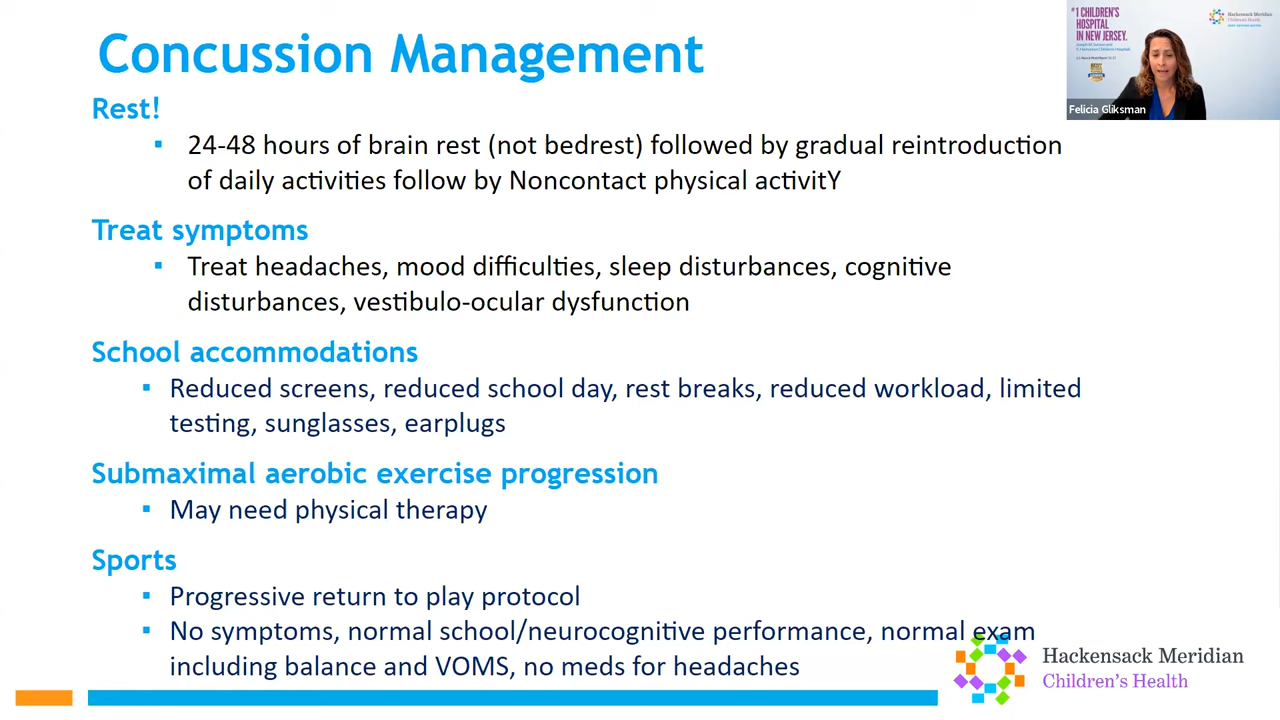 Concussion Management
Rest!
24-48 hours of brain rest (not bedrest) followed by gradual reintroduction
of daily activities follow by Noncontact physical activitY
Treat symptoms
Treat headaches, mood difficulties, sleep disturbances, cognitive
disturbances, vestibulo-ocular dysfunction
School accommodations
Reduced screens, reduced school day, rest breaks, reduced workload, limited
testing, sunglasses, earplugs
Submaximal aerobic exercise progression
May need physical therapy
Sports
Progressive return to play protocol
No symptoms, normal school/neurocognitive performance, normal exam
including balance and VOMS, no meds for headaches
Hackensack Meridian
Children's Health
#1 CHILDREN'S
HOSPITAL
IN NEW JERSEY.
Hackensack Meridian
Children's Health
Felicia Gliksman